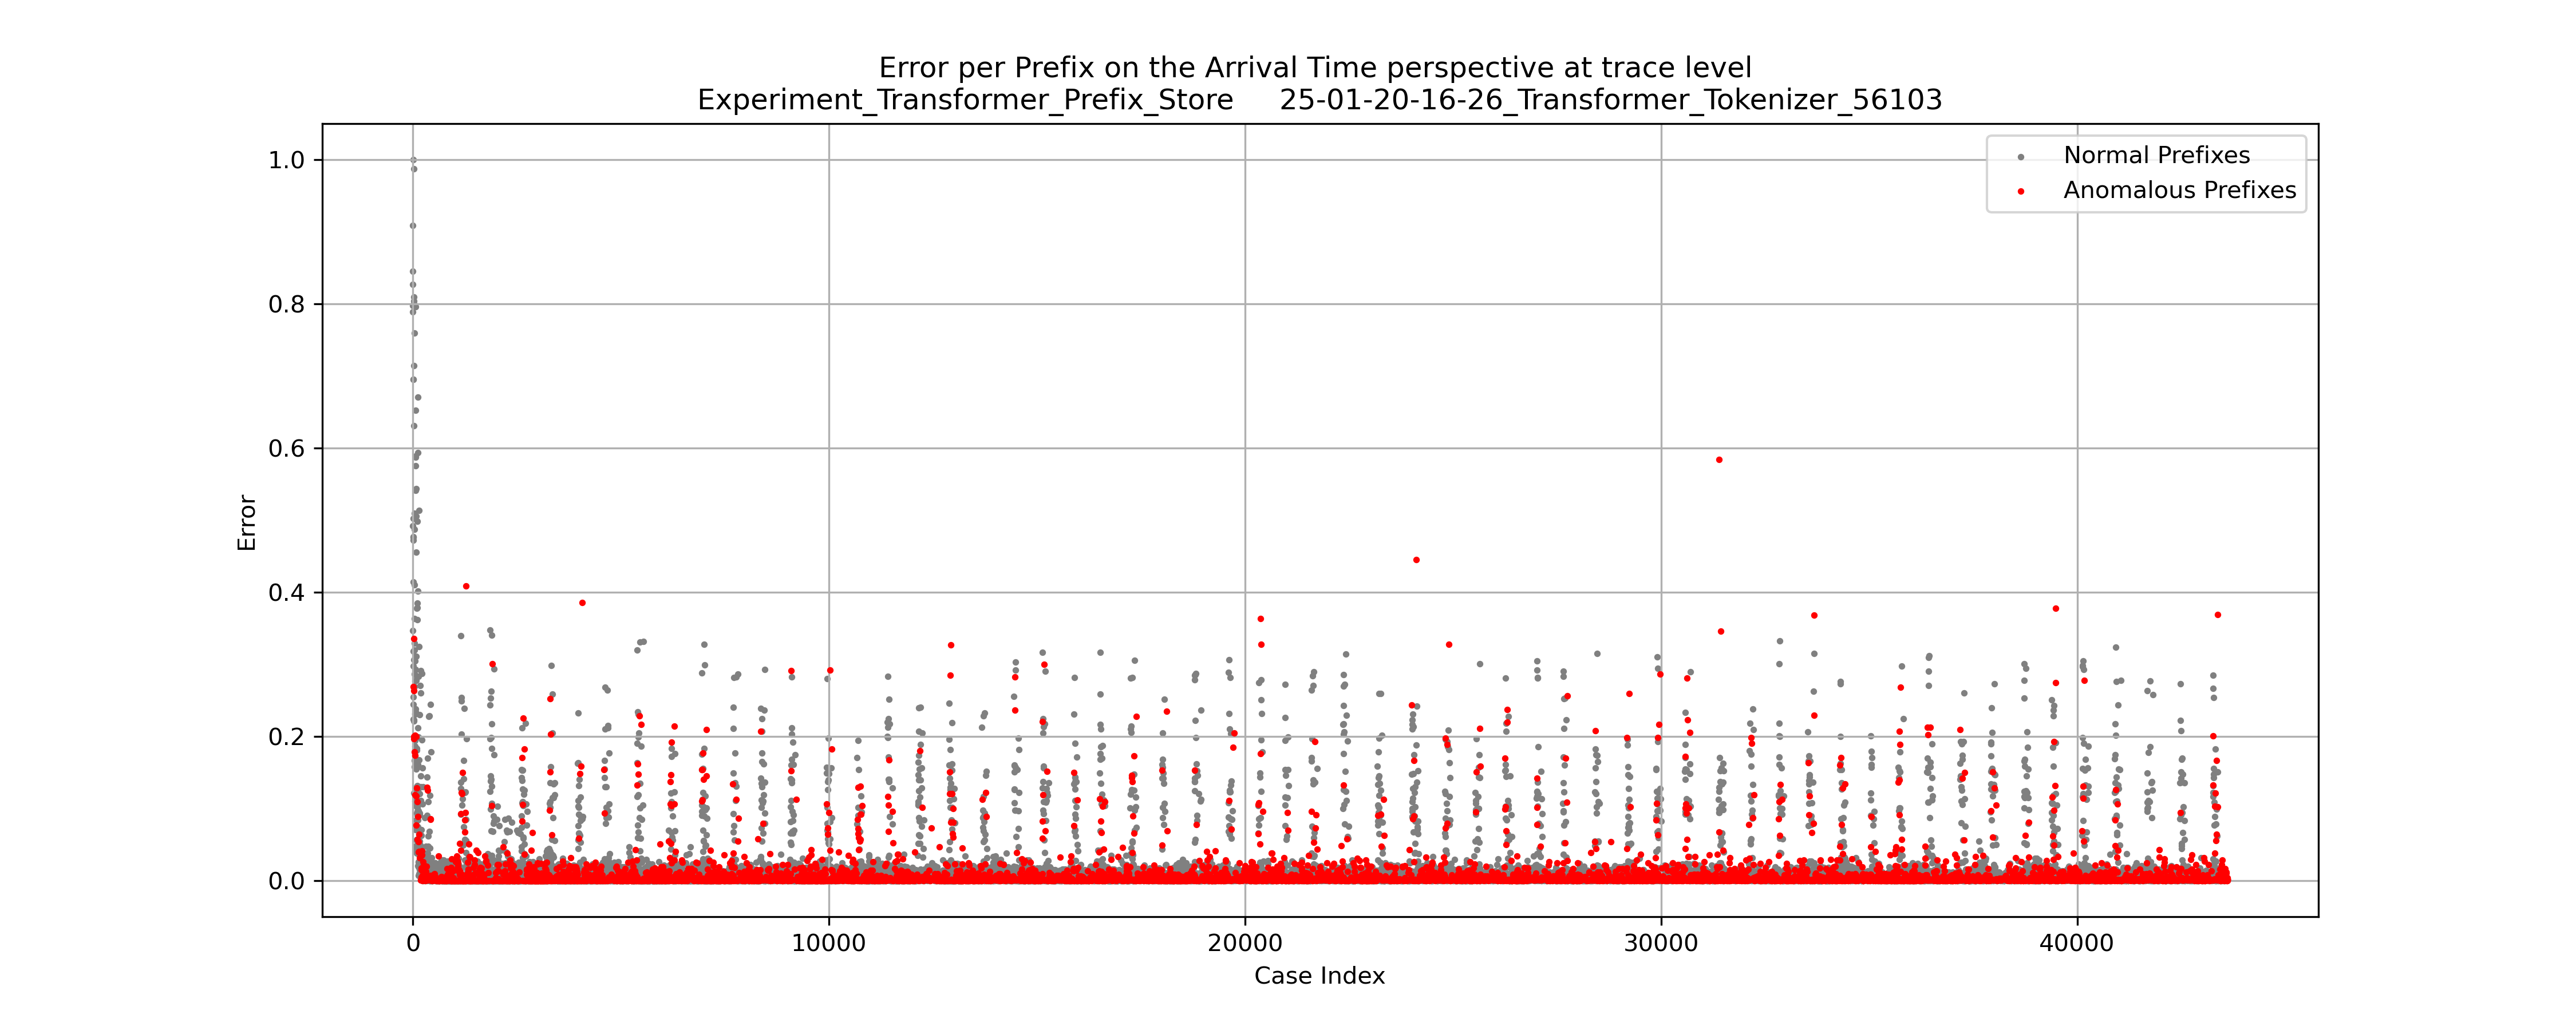 Error per Prefix on the Arrival Time perspective at trace level
Experiment_Transformer_Prefix_Store 25-01-20-16-26_Transformer_Tokenizer_56103
Normal Prefixes
Anomalous Prefixes
Error
1.0
0.8
0.6
0.4
0.2
0.0
0 10000 20000 30000 40000
Case Index